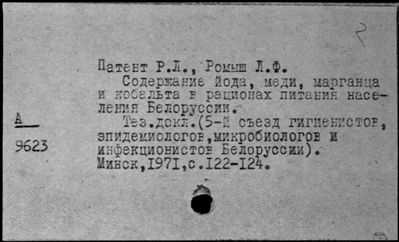 Патент Р.Л., Ромыш Л.Ф.
Содержание йода, меди, марганца
и кобальта в рационах питания насе-
ления Белоруссии.
Тез.докл.(5-й съезд гигиенистов,
эпидемиологов,микробиологов и
инфекционистов Белоруссии).
Минск,1971,с.122-124.
А
9623